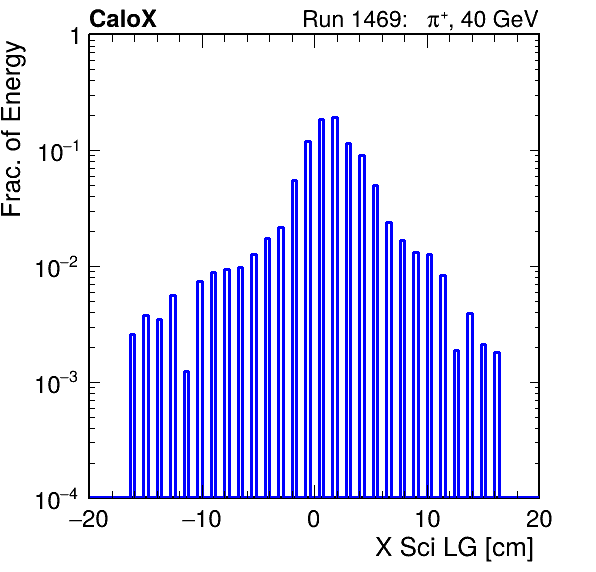 CaloX Run 1469: π⁺, 40 GeV
Frac. of Energy
1
10⁻¹
10⁻²
10⁻³
10⁻⁴
−20 −10 0 10 20
X Sci LG [cm]